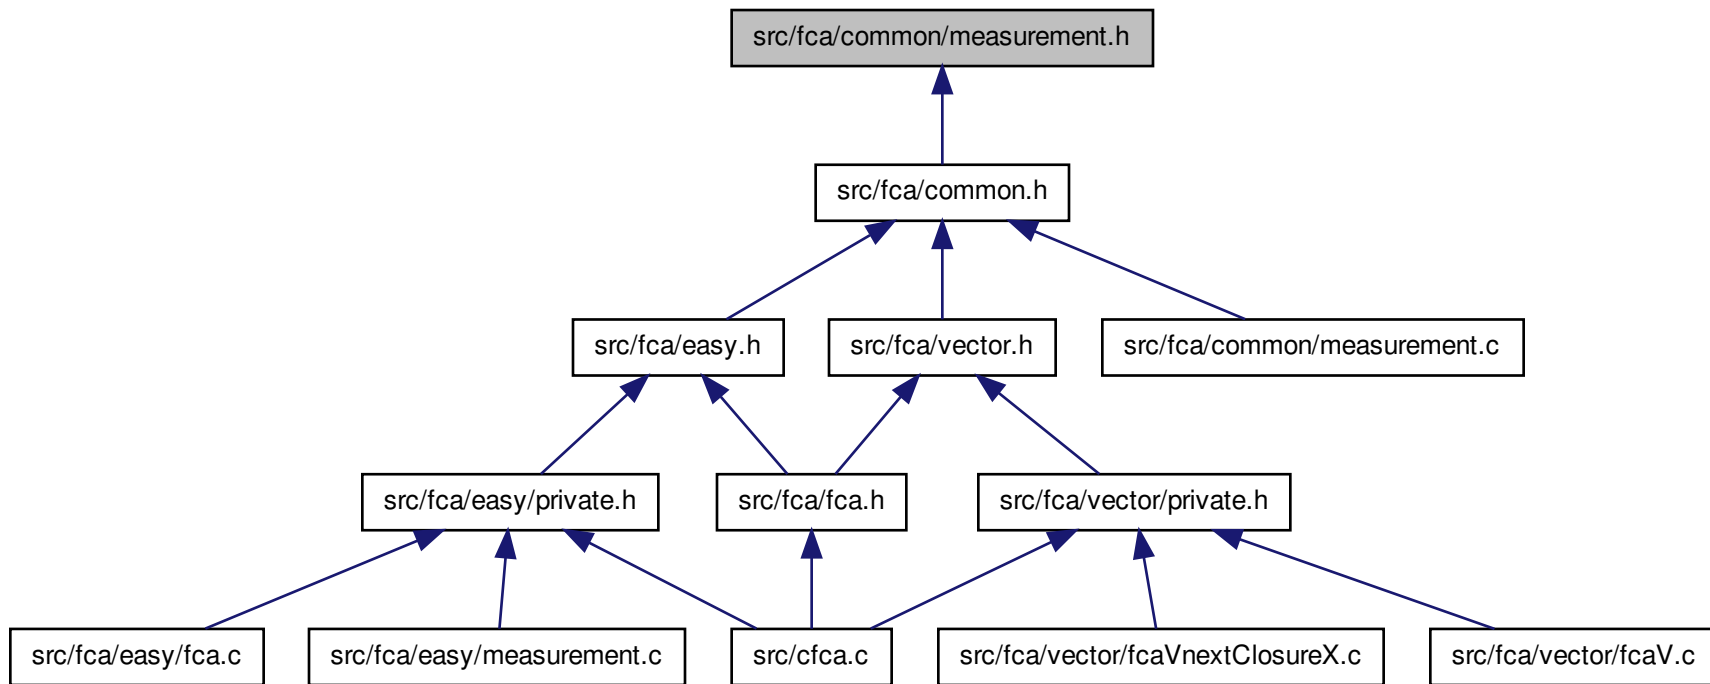 src/fca/common/measurement.h
src/fca/common.h
src/fca/easy.h
src/fca/vector.h
src/fca/common/measurement.c
src/fca/easy/private.h
src/fca/fca.h
src/fca/vector/private.h
src/fca/easy/fca.c
src/fca/easy/measurement.c
src/cfca.c
src/fca/vector/fcaVnextClosureX.c
src/fca/vector/fcaV.c